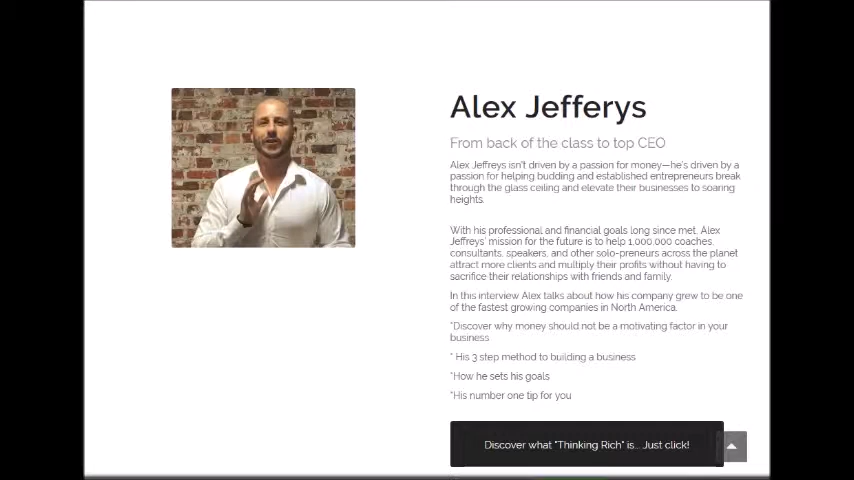 Alex Jefferys
From back of the class to top CEO
Alex Jeffreys isn't driven by a passion for money—he's driven by a
passion for helping budding and established entrepreneurs break
through the glass ceiling and elevate their businesses to soaring
heights.
With his professional and financial goals long since met, Alex
Jeffreys' mission for the future is to help 1,000,000 coaches,
consultants, speakers, and other solo-preneurs across the planet
attract more clients and multiply their profits without having to
sacrifice their relationships with friends and family.
In this interview Alex talks about how his company grew to be one
of the fastest growing companies in North America.
*Discover why money should not be a motivating factor in your
business
* His 3 step method to building a business
*How he sets his goals
*His number one tip for you
Discover what "Thinking Rich" is... Just click!